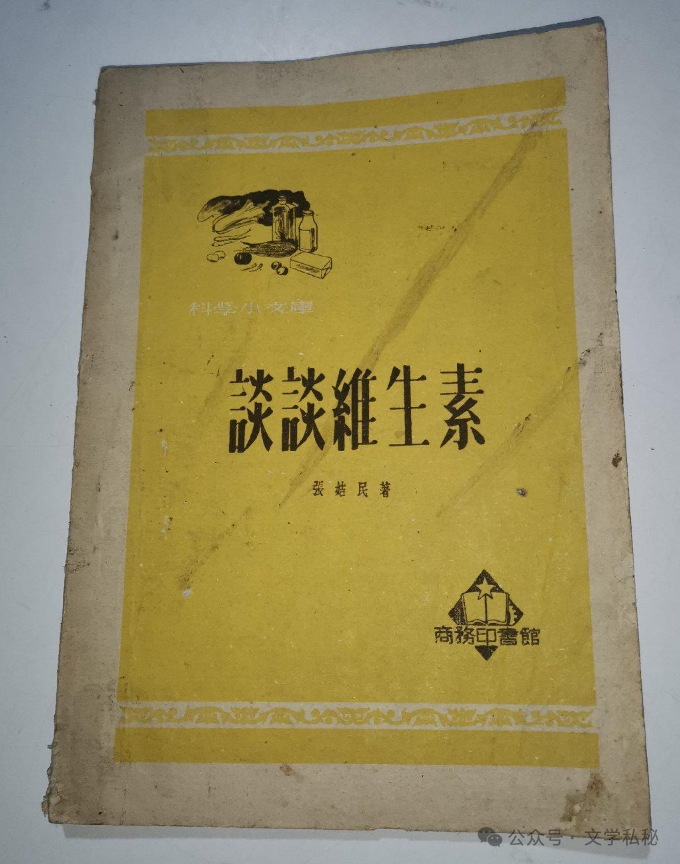 科學小文庫
談談維生素
張姞民著
商務印書館
公众号·文学私秘